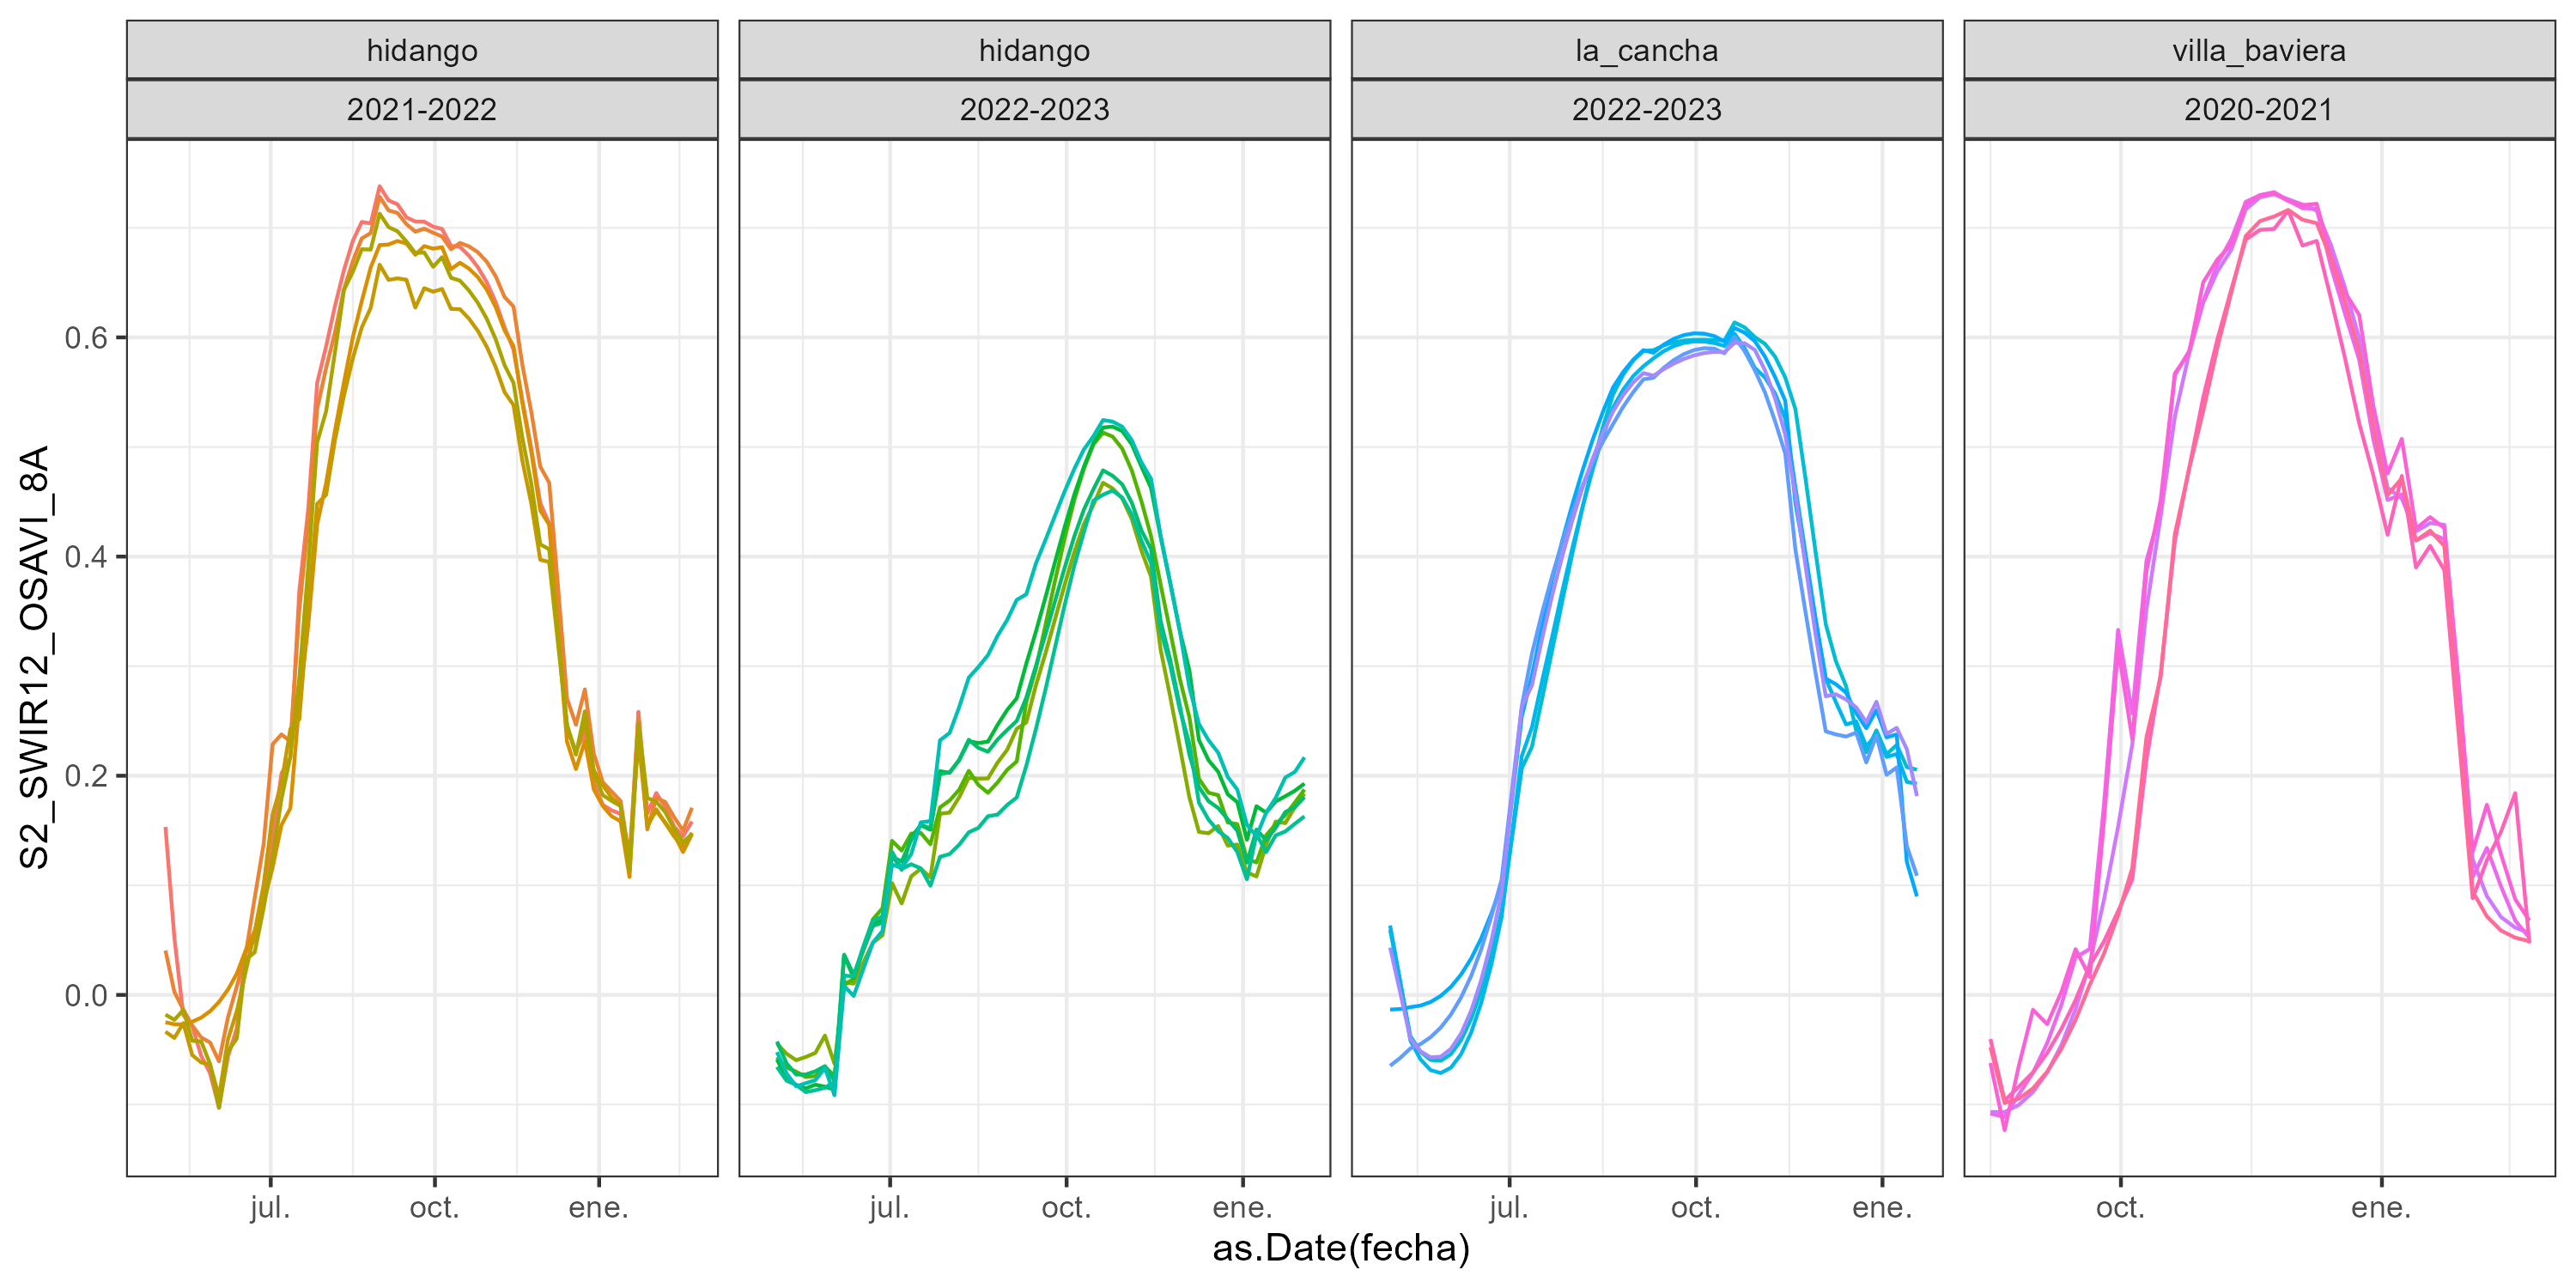 hidango
hidango
la_cancha
villa_baviera
2021-2022
2022-2023
2022-2023
2020-2021
S2_SWIR12_OSAVI_8A
0.6
0.4
0.2
0.0
jul.
oct.
ene.
jul.
oct.
ene.
jul.
oct.
ene.
oct.
ene.
as.Date(fecha)